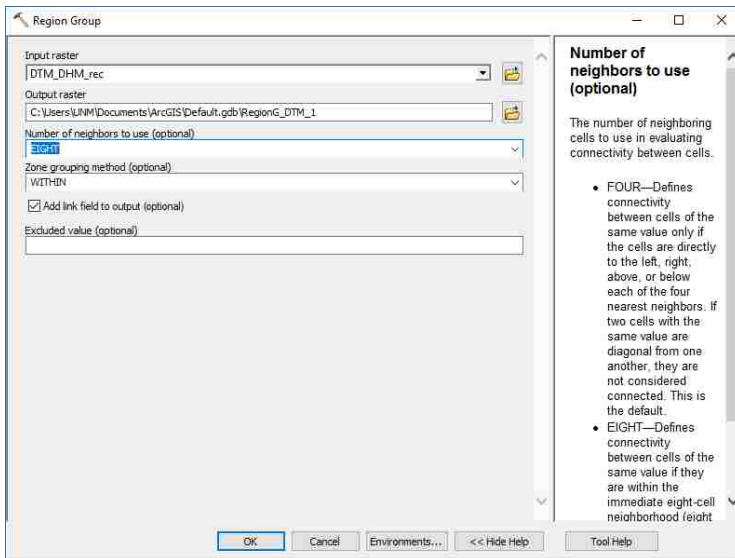 Region Group
Input raster
DTM_DHM_rec
Output raster
C:\Users\UNM\Documents\ArcGIS\Default.gdb\RegionG_DTM_1
Number of neighbors to use (optional)
EIGHT
Zone grouping method (optional)
WITHIN
Add link field to output (optional)
Excluded value (optional)
OK
Cancel
Environments...
<< Hide Help
Tool Help
Number of
neighbors to use
(optional)
The number of neighboring
cells to use in evaluating
connectivity between cells.
• FOUR—Defines
connectivity
between cells of the
same value only if
the cells are directly
to the left, right,
above, or below
each of the four
nearest neighbors. If
two cells with the
same value are
diagonal from one
another, they are
not considered
connected. This is
the default.
• EIGHT—Defines
connectivity
between cells of the
same value if they
are within the
immediate eight-cell
neighborhood (eight